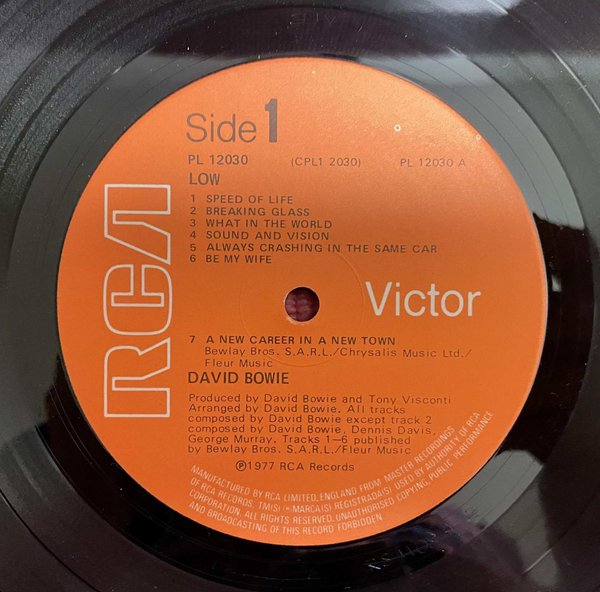 Side 1
PL 12030 (CPL1 2030) PL 12030 A
LOW
1 SPEED OF LIFE
2 BREAKING GLASS
3 WHAT IN THE WORLD
4 SOUND AND VISION
5 ALWAYS CRASHING IN THE SAME CAR
6 BE MY WIFE
RCA
Victor
7 A NEW CAREER IN A NEW TOWN
Bewlay Bros. S.A.R.L./Chrysalis Music Ltd./
Fleur Music
DAVID BOWIE
Produced by David Bowie and Tony Visconti
Arranged by David Bowie. All tracks
composed by David Bowie except track 2
composed by David Bowie, Dennis Davis,
George Murray. Tracks 1-6 published
by Bewlay Bros. S.A.R.L./Fleur Music
℗1977 RCA Records
MANUFACTURED BY RCA LIMITED, ENGLAND FROM MASTER RECORDINGS
OF RCA RECORDS. TM(S) ® MARCA(S) REGISTRADA(S) USED BY AUTHORITY OF RCA
CORPORATION. ALL RIGHTS RESERVED. UNAUTHORISED COPYING, PUBLIC PERFORMANCE,
AND BROADCASTING OF THIS RECORD FORBIDDEN